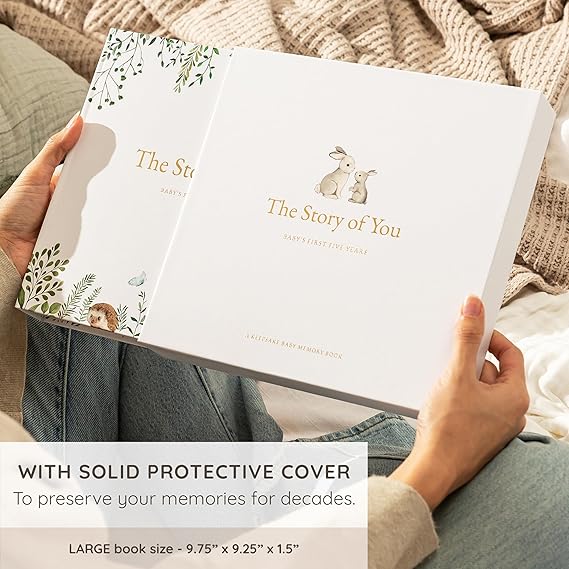 The Sto
BABY'S F
The Story of You
BABY'S FIRST FIVE YEARS
A KEEPSAKE BABY MEMORY BOOK
WITH SOLID PROTECTIVE COVER
To preserve your memories for decades.
LARGE book size - 9.75” x 9.25” x 1.5”